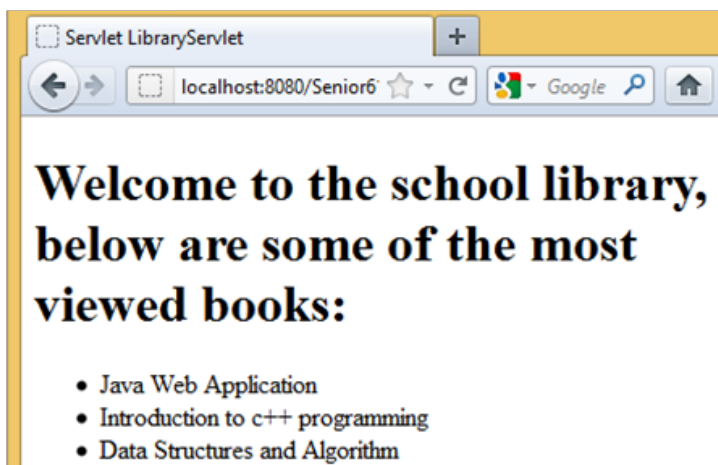 Servlet LibraryServlet
localhost:8080/Senior6
Google
Welcome to the school library,
below are some of the most
viewed books:
Java Web Application
Introduction to c++ programming
Data Structures and Algorithm